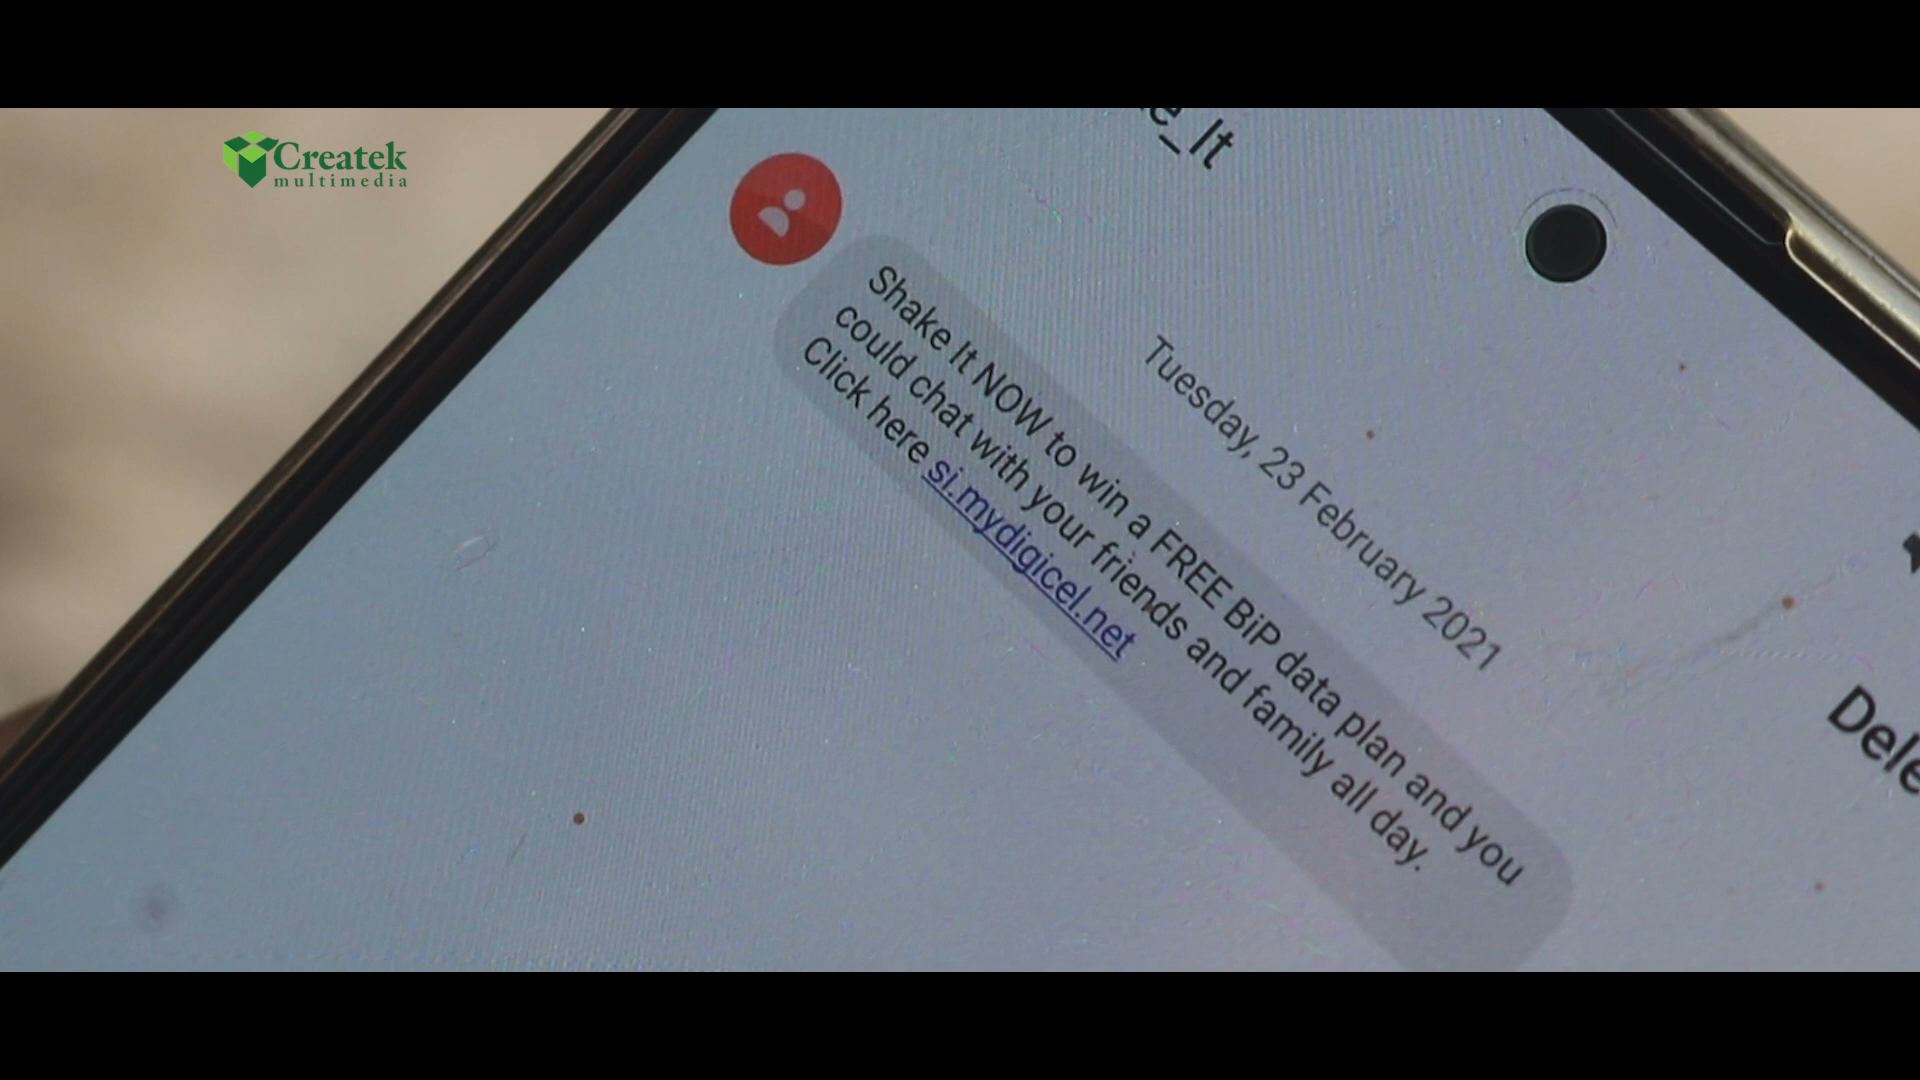 Createk
multimedia
e_It
Tuesday, 23 February 2021
Shake It NOW to win a FREE BiP data plan and you
could chat with your friends and family all day.
Click here si.mydigicel.net
Dele